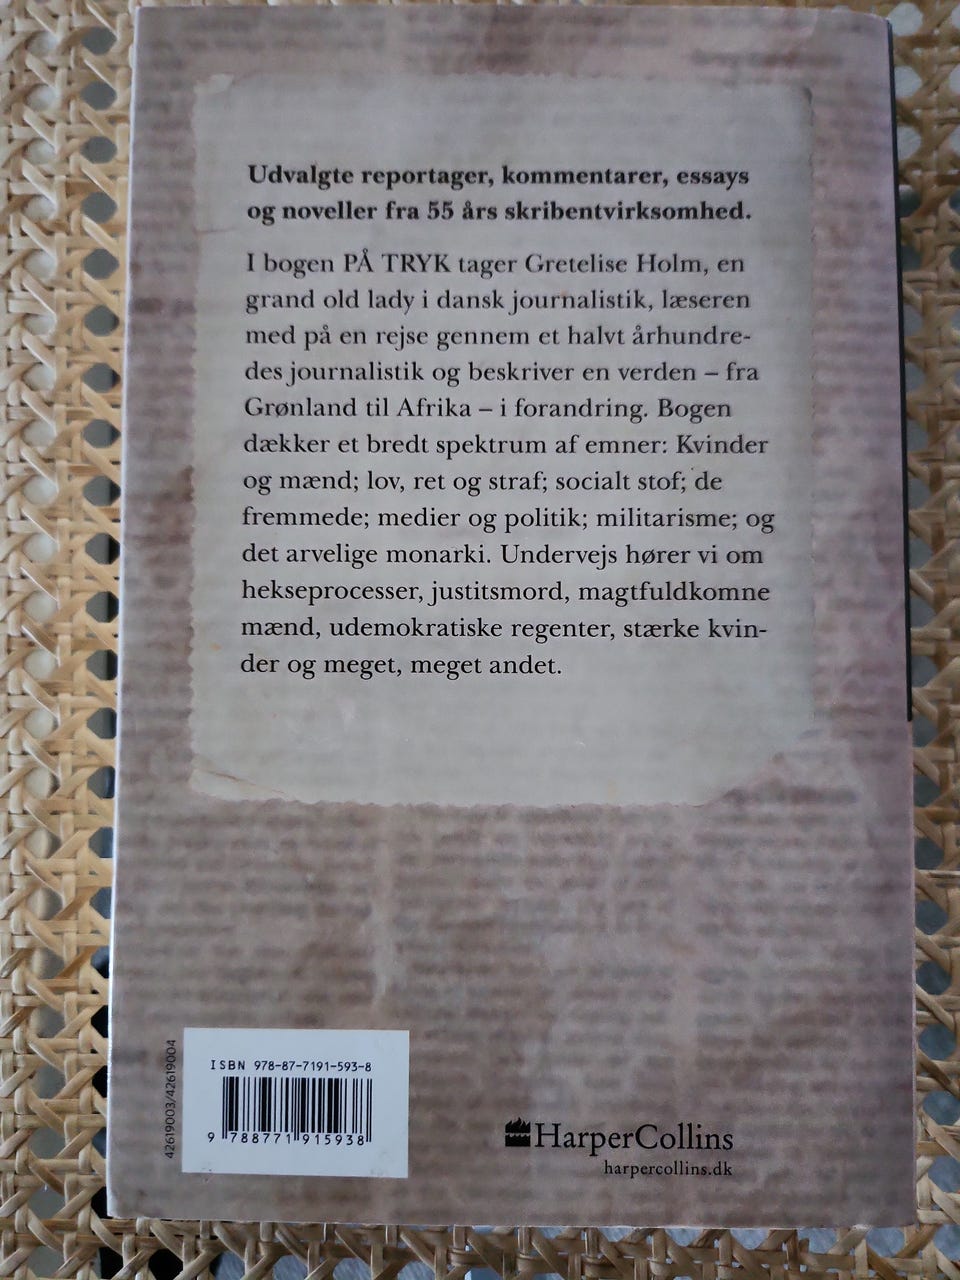 Udvalgte reportager, kommentarer, essays
og noveller fra 55 års skribentvirksomhed.
I bogen PÅ TRYK tager Gretelise Holm, en
grand old lady i dansk journalistik, læseren
med på en rejse gennem et halvt århundre-
des journalistik og beskriver en verden – fra
Grønland til Afrika – i forandring. Bogen
dækker et bredt spektrum af emner: Kvinder
og mænd; lov, ret og straf; socialt stof; de
fremmede; medier og politik; militarisme; og
det arvelige monarki. Undervejs hører vi om
hekseprocesser, justitsmord, magtfuldkomne
mænd, udemokratiske regenter, stærke kvin-
der og meget, meget andet.
42619003/42619004
ISBN 978-87-7191-593-8
9 788771 915938
HarperCollins
harpercollins.dk